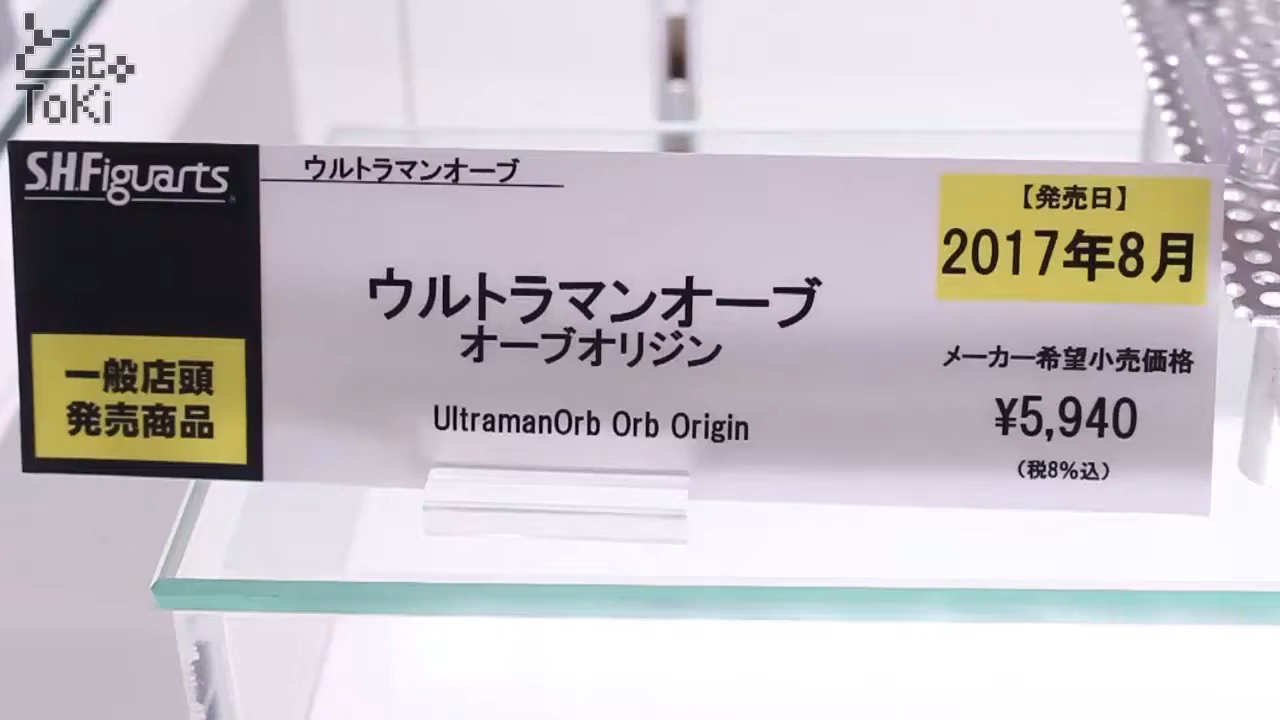 と記
ToKi
S.H.Figuarts
ウルトラマンオーブ
【発売日】
2017年8月
ウルトラマンオーブ
オーブオリジン
UltramanOrb Orb Origin
一般店頭
発売商品
メーカー希望小売価格
¥5,940
(税8%込)